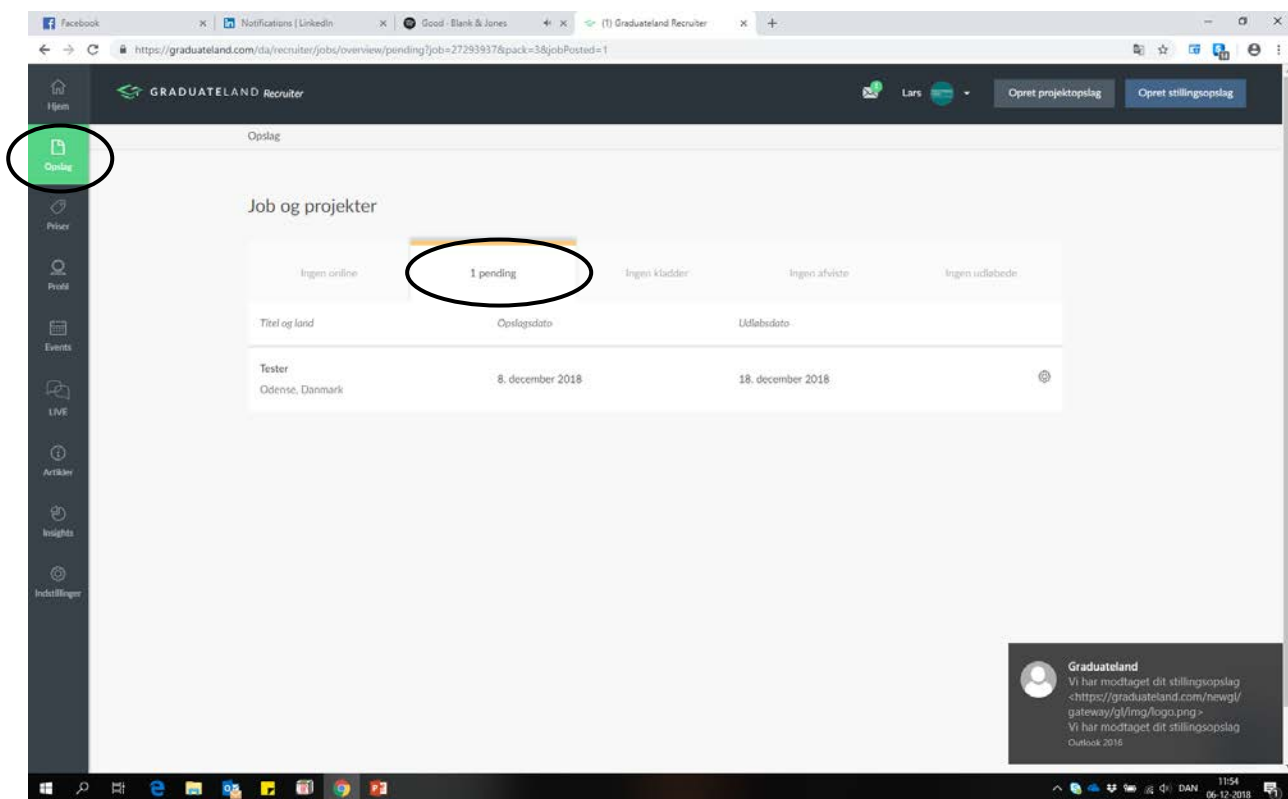 Facebook
Notifications | LinkedIn
Good - Blank & Jones
(1) Graduateland Recruiter
https://graduateland.com/da/recruiter/jobs/overview/pending?job=27293937&pack=3&jobPosted=1
GRADUATELAND Recruiter
Lars
Opret projektopslag
Opret stillingsopslag
Hjem
Opslag
Priser
Profil
Events
LIVE
Artikler
Insights
Indstillinger
Opslag
Job og projekter
Ingen online
1 pending
Ingen kladder
Ingen afviste
Ingen udløbede
Titel og land
Opslagsdato
Udløbsdato
Tester
8. december 2018
18. december 2018
Odense, Danmark
Graduateland
Vi har modtaget dit stillingsopslag
<https://graduateland.com/newgl/
gateway/gl/img/logo.png>
Vi har modtaget dit stillingsopslag
Outlook 2016
DAN
11:54
06-12-2018